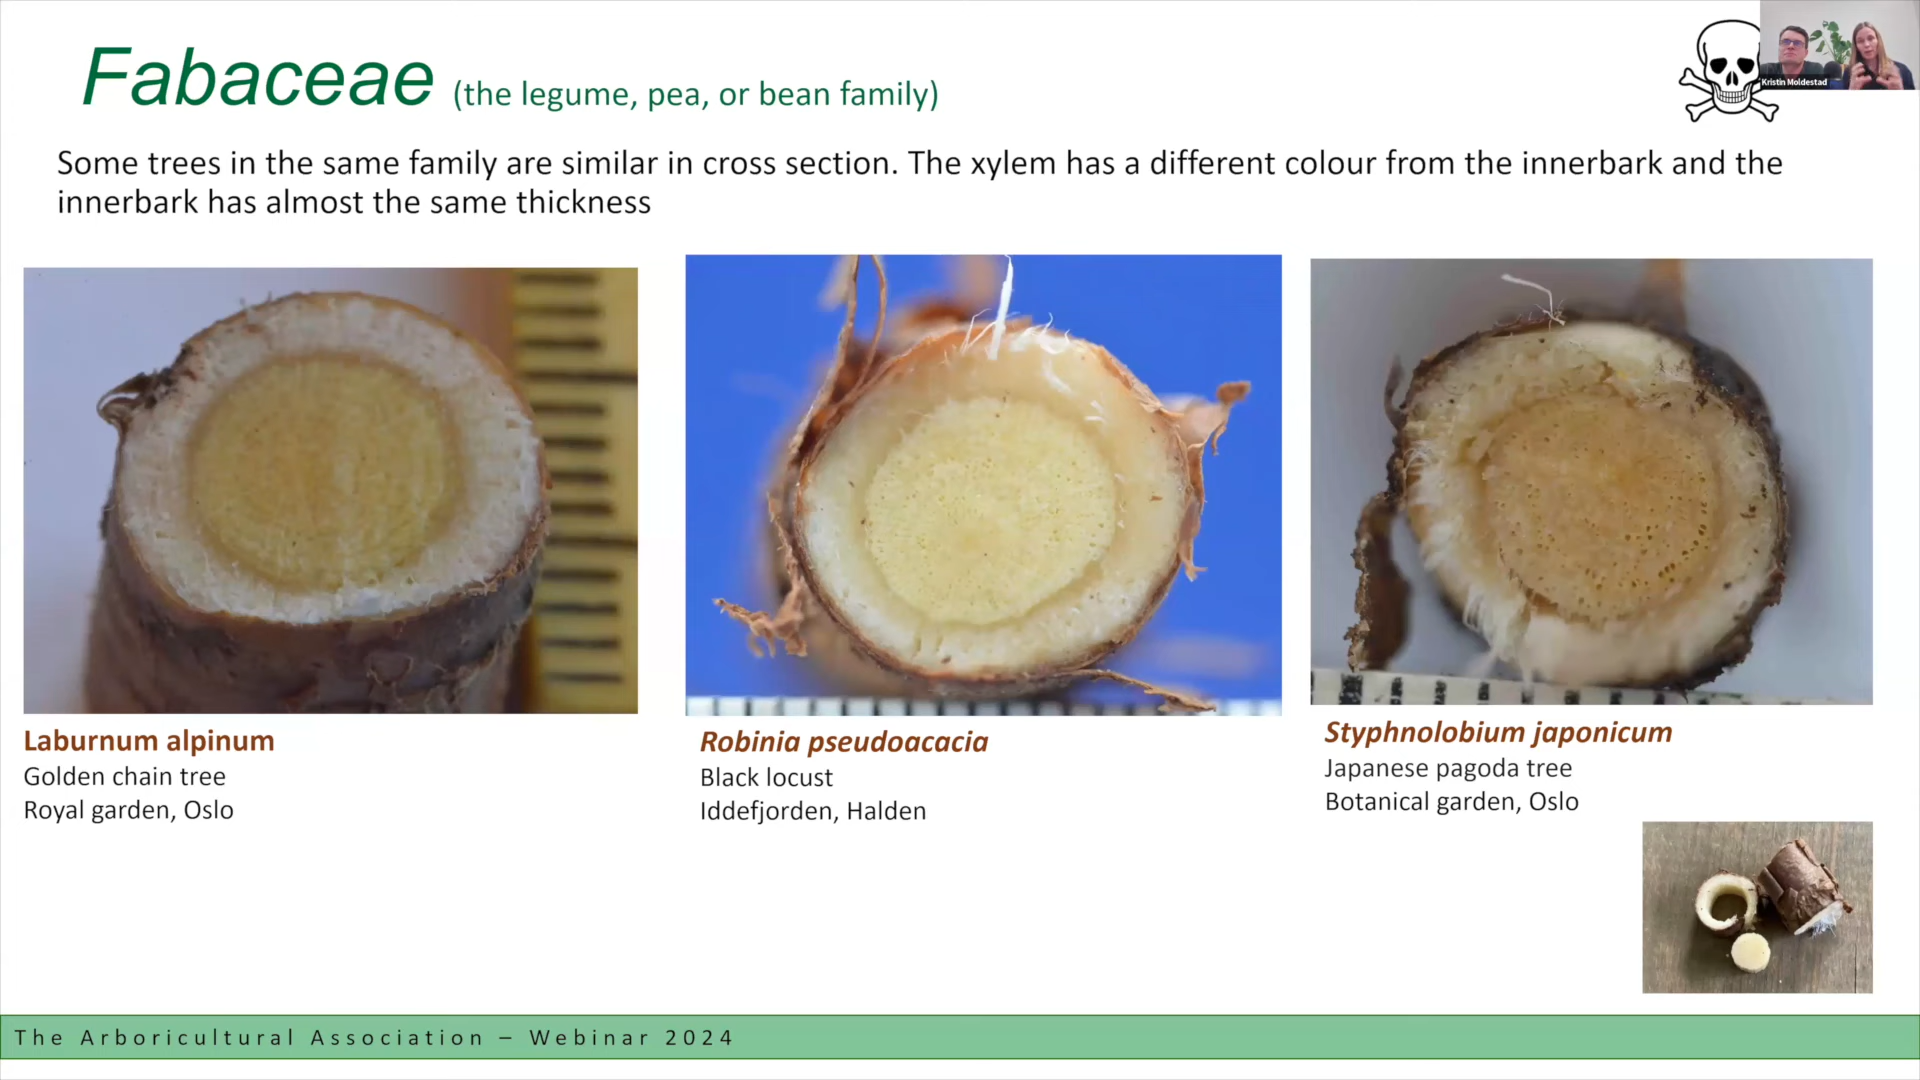 Fabaceae (the legume, pea, or bean family)
Kristin Moldestad
Some trees in the same family are similar in cross section. The xylem has a different colour from the innerbark and the
innerbark has almost the same thickness
Laburnum alpinum
Golden chain tree
Royal garden, Oslo
Robinia pseudoacacia
Black locust
Iddefjorden, Halden
Styphnolobium japonicum
Japanese pagoda tree
Botanical garden, Oslo
The Arboricultural Association – Webinar 2024